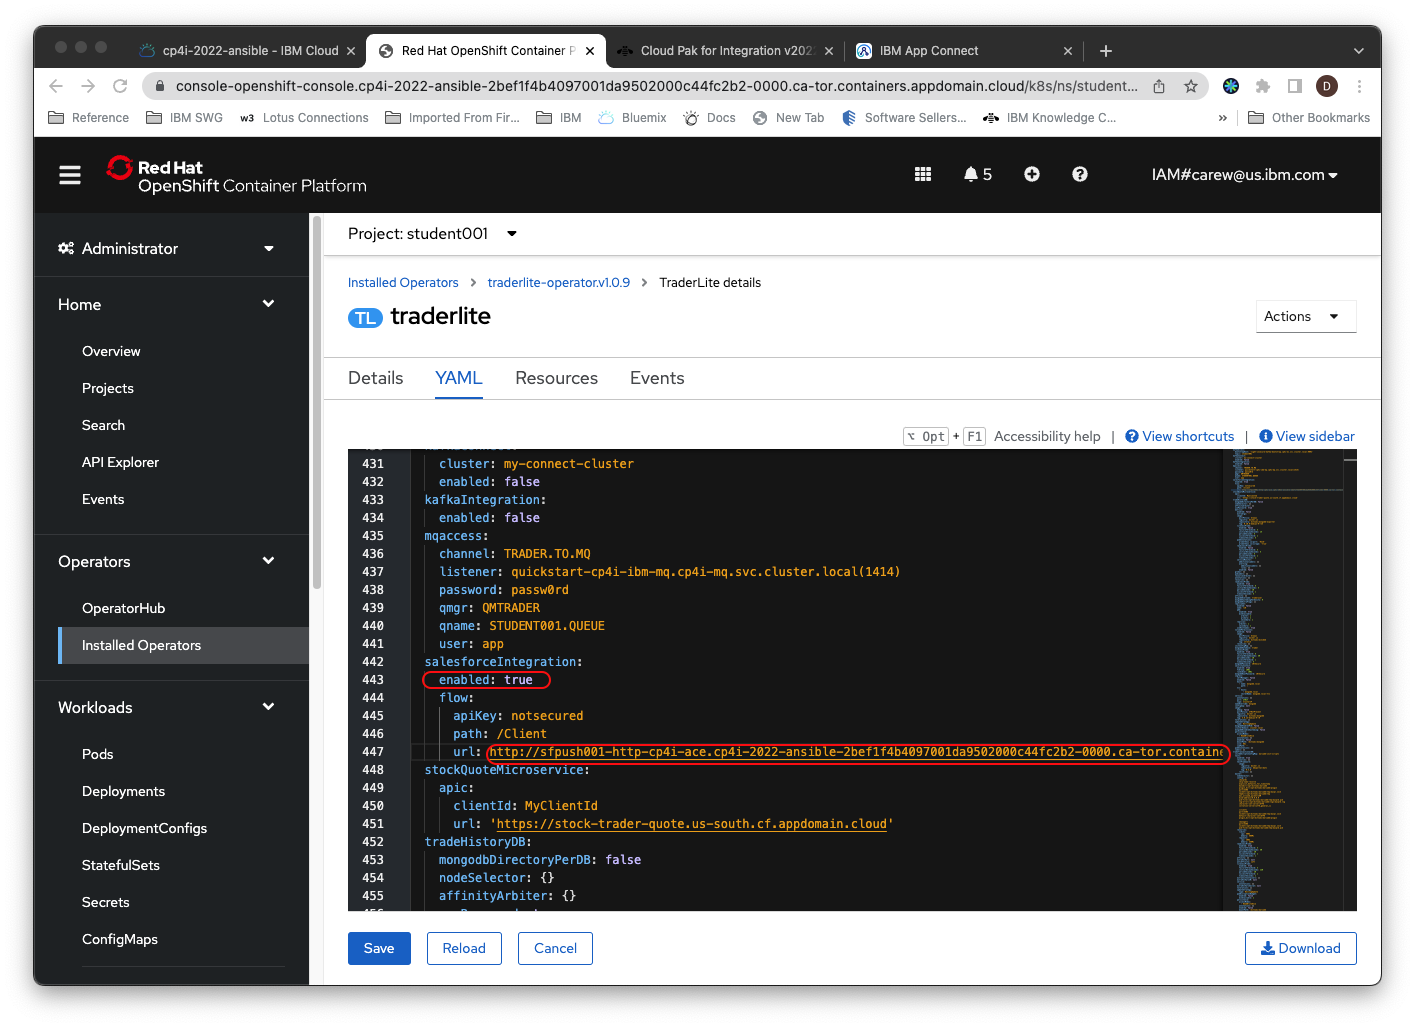 cp4i-2022-ansible - IBM Cloud
Red Hat OpenShift Container P
Cloud Pak for Integration v202
IBM App Connect
console-openshift-console.cp4i-2022-ansible-2bef1f4b4097001da9502000c44fc2b2-0000.ca-tor.containers.appdomain.cloud/k8s/ns/student...
D
Reference
IBM SWG
w3 Lotus Connections
Imported From Fir...
IBM
Bluemix
Docs
New Tab
Software Sellers...
IBM Knowledge C...
»
Other Bookmarks
Red Hat
OpenShift Container Platform
5
IAM#carew@us.ibm.com
Administrator
Home
Overview
Projects
Search
API Explorer
Events
Operators
OperatorHub
Installed Operators
Workloads
Pods
Deployments
DeploymentConfigs
StatefulSets
Secrets
ConfigMaps
Project: student001
Installed Operators > traderlite-operator.v1.0.9 > TraderLite details
TL traderlite
Actions
Details YAML Resources Events
⌥ Opt + F1 Accessibility help | View shortcuts | View sidebar
431 cluster: my-connect-cluster
432 enabled: false
433 kafkaIntegration:
434 enabled: false
435 mqaccess:
436 channel: TRADER.TO.MQ
437 listener: quickstart-cp4i-ibm-mq.cp4i-mq.svc.cluster.local(1414)
438 password: passw0rd
439 qmgr: QMTRADER
440 qname: STUDENT001.QUEUE
441 user: app
442 salesforceIntegration:
443 enabled: true
444 flow:
445 apiKey: notsecured
446 path: /Client
447 url: http://sfpush001-http-cp4i-ace.cp4i-2022-ansible-2bef1f4b4097001da9502000c44fc2b2-0000.ca-tor.containe
448 stockQuoteMicroservice:
449 apic:
450 clientId: MyClientId
451 url: 'https://stock-trader-quote.us-south.cf.appdomain.cloud'
452 tradeHistoryDB:
453 mongodbDirectoryPerDB: false
454 nodeSelector: {}
455 affinityArbiter: {}
Save
Reload
Cancel
Download